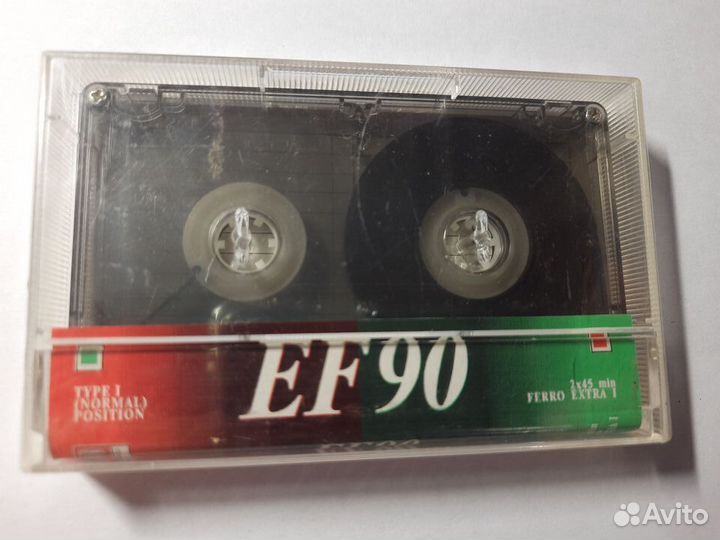 TYPE I
(NORMAL)
POSITION
EF 90
2x45 min
FERRO EXTRA I
Avito